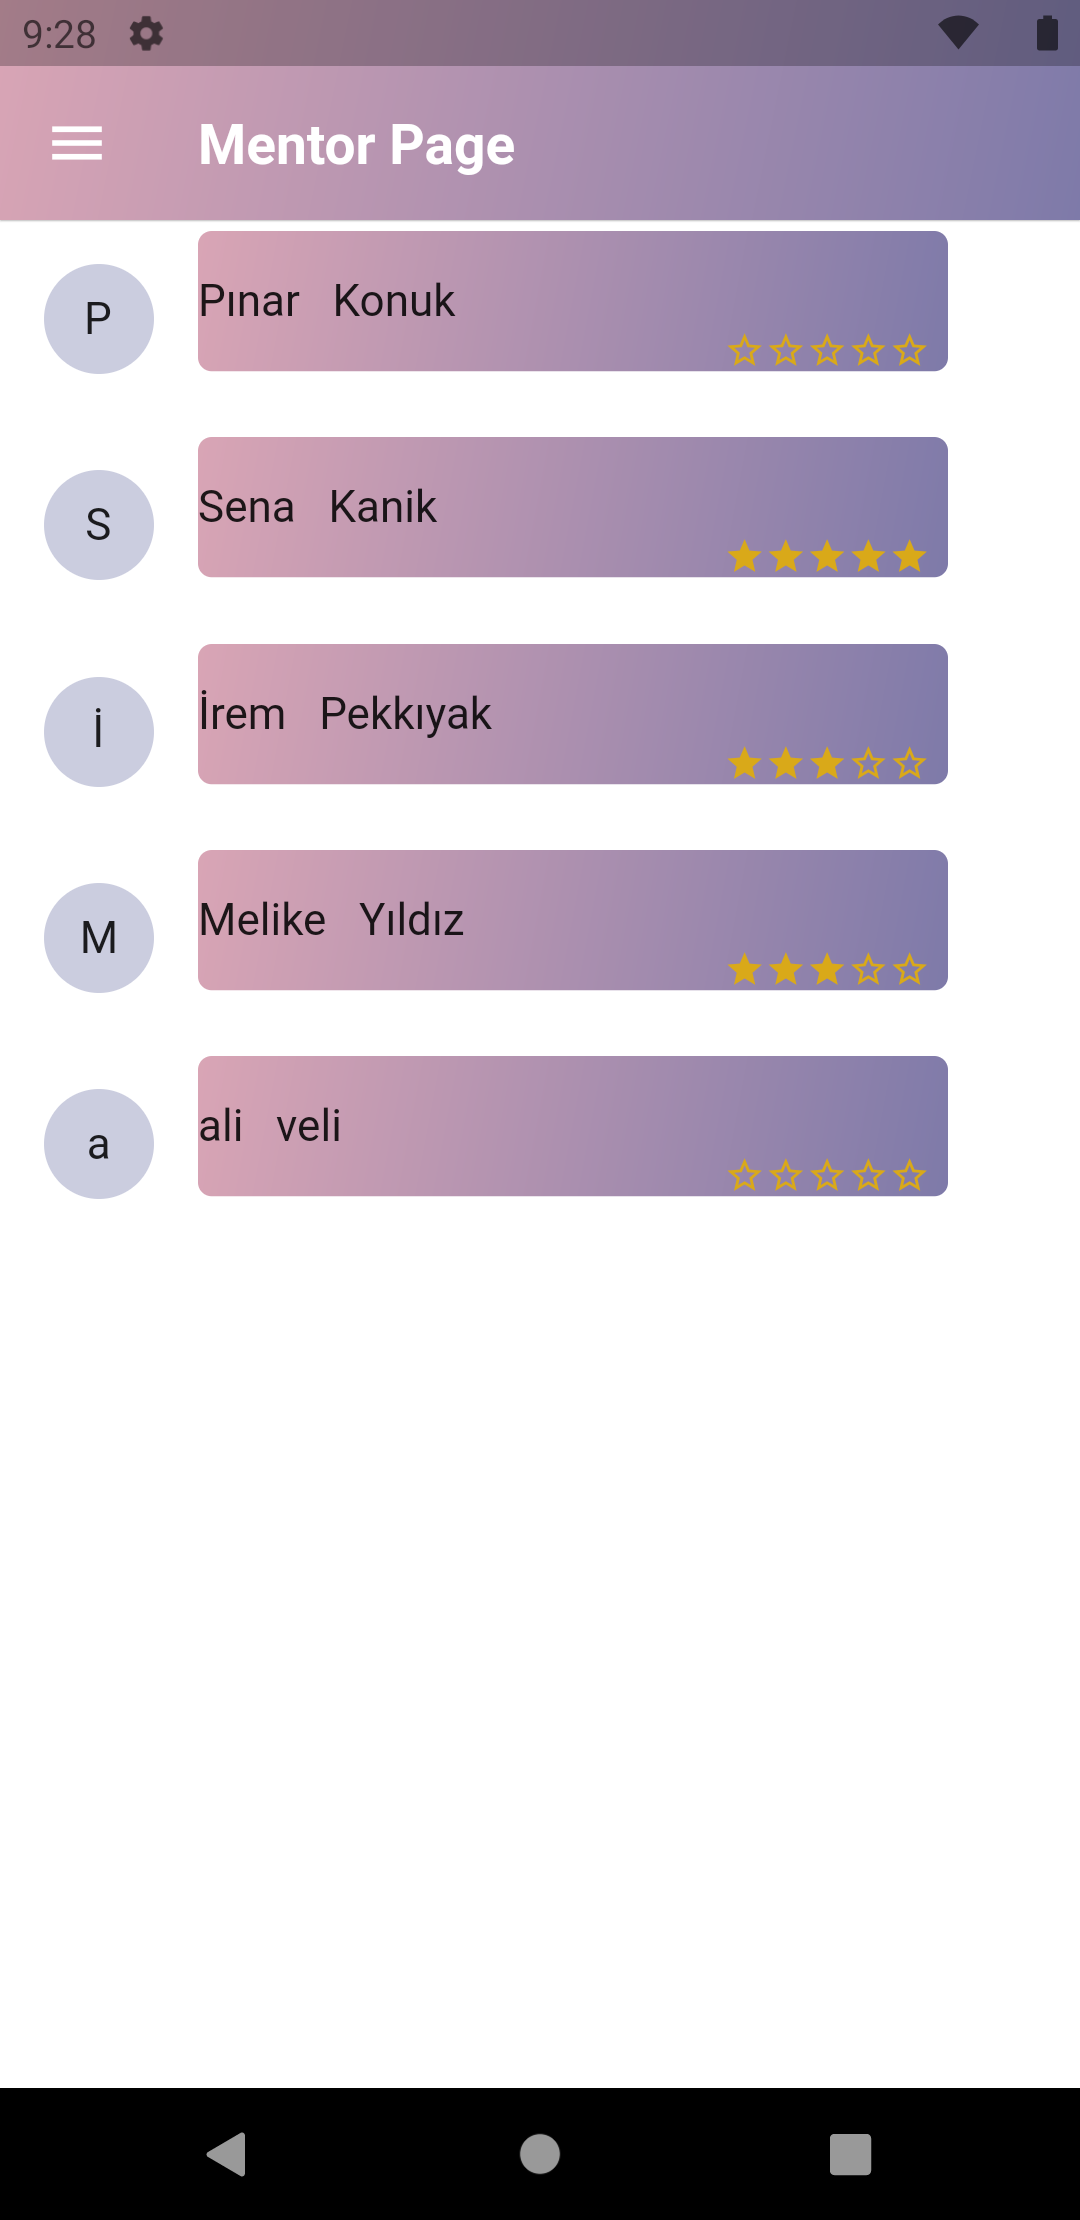 9:28
Mentor Page
P
Pınar Konuk
S
Sena Kanik
İ
İrem Pekkıyak
M
Melike Yıldız
a
ali veli